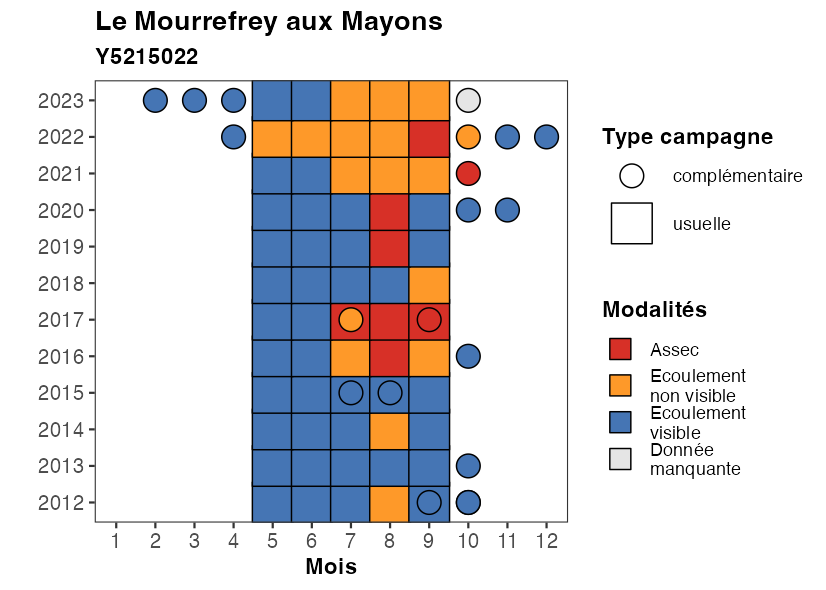 Le Mourrefrey aux Mayons
Y5215022
2023
2022
2021
2020
2019
2018
2017
2016
2015
2014
2013
2012
1 2 3 4 5 6 7 8 9 10 11 12
Mois
Type campagne
complémentaire
usuelle
Modalités
Assec
Ecoulement
non visible
Ecoulement
visible
Donnée
manquante